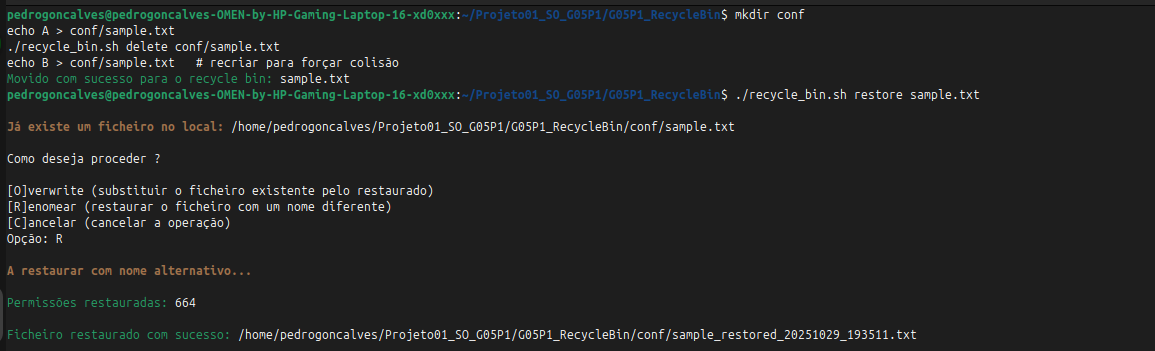 pedrogoncalves@pedrogoncalves-OMEN-by-HP-Gaming-Laptop-16-xd0xxx:~/Projeto01_SO_G05P1/G05P1_RecycleBin$ mkdir conf
echo A > conf/sample.txt
./recycle_bin.sh delete conf/sample.txt
echo B > conf/sample.txt   # recriar para forçar colisão
Movido com sucesso para o recycle bin: sample.txt
pedrogoncalves@pedrogoncalves-OMEN-by-HP-Gaming-Laptop-16-xd0xxx:~/Projeto01_SO_G05P1/G05P1_RecycleBin$ ./recycle_bin.sh restore sample.txt
Já existe um ficheiro no local: /home/pedrogoncalves/Projeto01_SO_G05P1/G05P1_RecycleBin/conf/sample.txt
Como deseja proceder ?
[O]verwrite (substituir o ficheiro existente pelo restaurado)
[R]enomear (restaurar o ficheiro com um nome diferente)
[C]ancelar (cancelar a operação)
Opção: R
A restaurar com nome alternativo...
Permissões restauradas: 664
Ficheiro restaurado com sucesso: /home/pedrogoncalves/Projeto01_SO_G05P1/G05P1_RecycleBin/conf/sample_restored_20251029_193511.txt